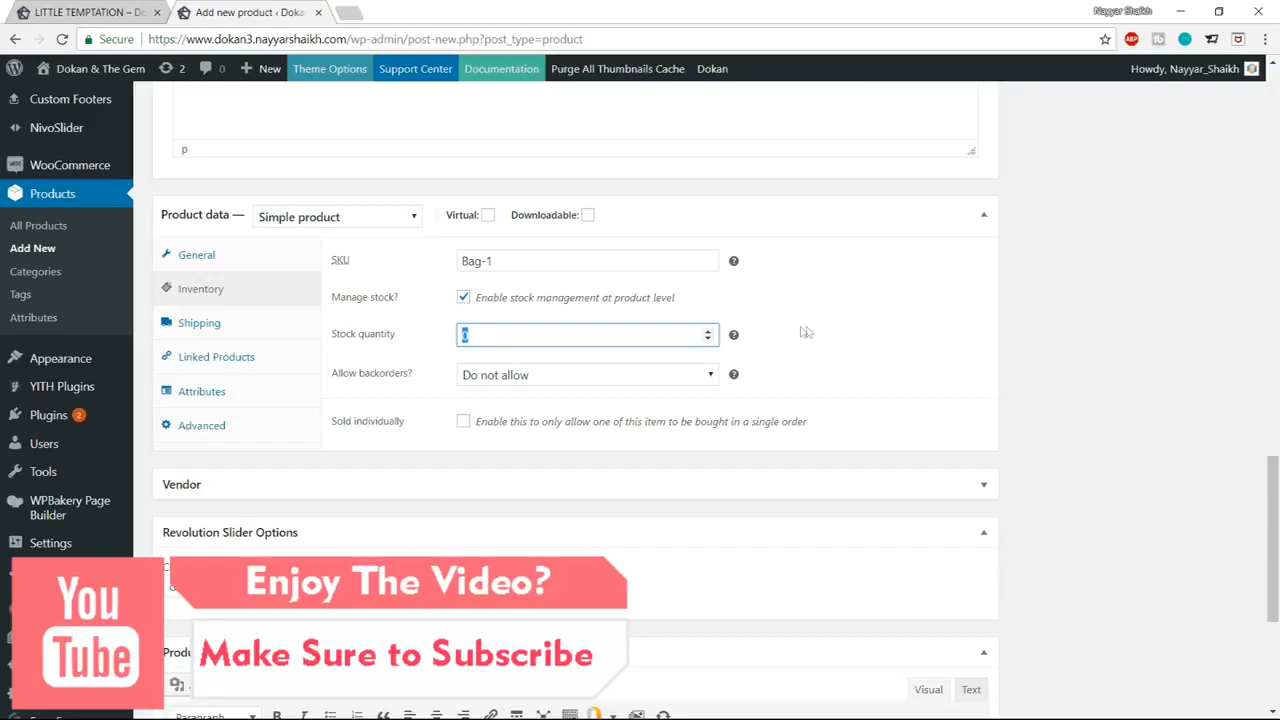 LITTLE TEMPTATION – Do
Add new product ‹ Dokan
Nayyar Shaikh
Secure
https://www.dokan3.nayyarshaikh.com/wp-admin/post-new.php?post_type=product
ABP
Dokan & The Gem
2
0
New
Theme Options
Support Center
Documentation
Purge All Thumbnails Cache
Dokan
Howdy, Nayyar_Shaikh
Custom Footers
NivoSlider
WooCommerce
Products
All Products
Add New
Categories
Tags
Attributes
Appearance
YITH Plugins
Plugins 2
Users
Tools
WPBakery Page
Builder
Settings
p
Product data —
Simple product
Virtual:
Downloadable:
General
Inventory
Shipping
Linked Products
Attributes
Advanced
SKU
Bag-1
Manage stock?
Enable stock management at product level
Stock quantity
0
Allow backorders?
Do not allow
Sold individually
Enable this to only allow one of this item to be bought in a single order
Vendor
Revolution Slider Options
You
Tube
Enjoy The Video?
Make Sure to Subscribe
Visual
Text
Paragraph
B
I